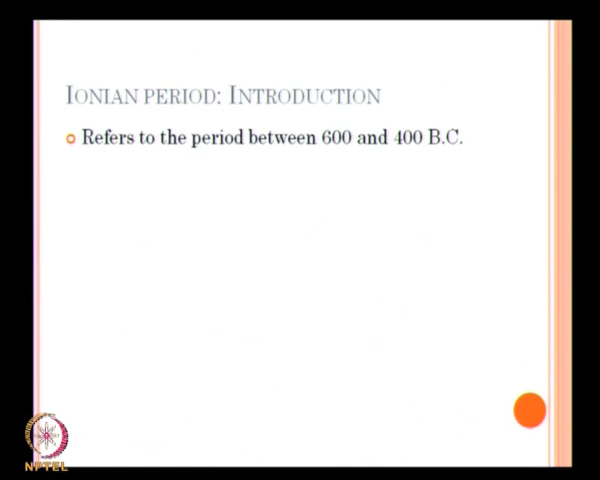 IONIAN PERIOD: INTRODUCTION
Refers to the period between 600 and 400 B.C.
NPTEL